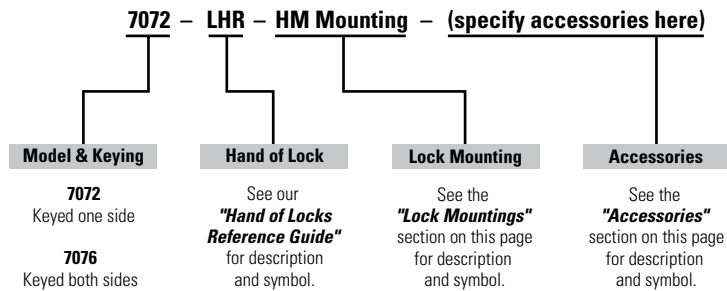 7072 – LHR – HM Mounting – (specify accessories here)
Model & Keying
7072
Keyed one side
7076
Keyed both sides
Hand of Lock
See our
"Hand of Locks
Reference Guide"
for description
and symbol.
Lock Mounting
See the
"Lock Mountings"
section on this page
for description
and symbol.
Accessories
See the
"Accessories"
section on this page
for description
and symbol.